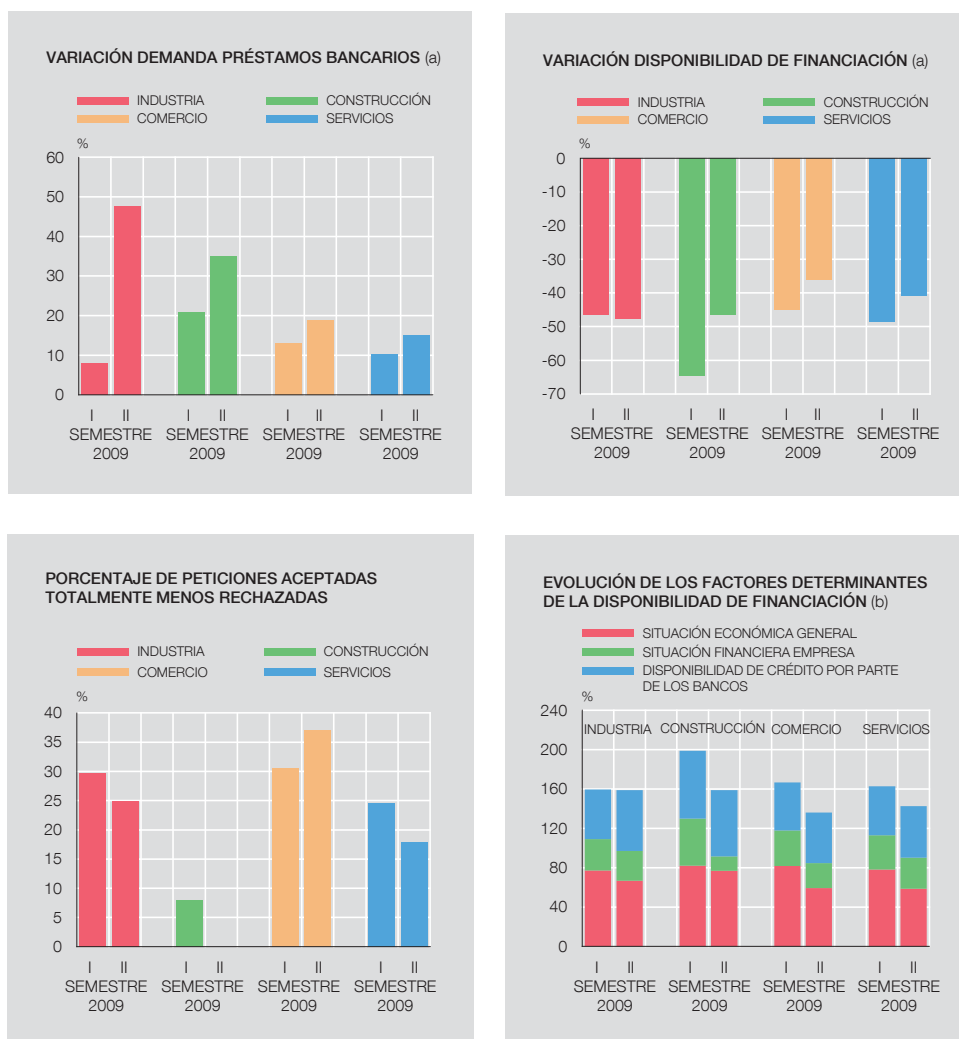 VARIACIÓN DEMANDA PRÉSTAMOS BANCARIOS (a)
INDUSTRIA CONSTRUCCIÓN
COMERCIO SERVICIOS
%
60
50
40
30
20
10
0
I II I II I II I II
SEMESTRE SEMESTRE SEMESTRE SEMESTRE
2009 2009 2009 2009
VARIACIÓN DISPONIBILIDAD DE FINANCIACIÓN (a)
INDUSTRIA CONSTRUCCIÓN
COMERCIO SERVICIOS
%
0
-10
-20
-30
-40
-50
-60
-70
I II I II I II I II
SEMESTRE SEMESTRE SEMESTRE SEMESTRE
2009 2009 2009 2009
PORCENTAJE DE PETICIONES ACEPTADAS
TOTALMENTE MENOS RECHAZADAS
INDUSTRIA CONSTRUCCIÓN
COMERCIO SERVICIOS
%
40
35
30
25
20
15
10
5
0
I II I II I II I II
SEMESTRE SEMESTRE SEMESTRE SEMESTRE
2009 2009 2009 2009
EVOLUCIÓN DE LOS FACTORES DETERMINANTES
DE LA DISPONIBILIDAD DE FINANCIACIÓN (b)
SITUACIÓN ECONÓMICA GENERAL
SITUACIÓN FINANCIERA EMPRESA
DISPONIBILIDAD DE CRÉDITO POR PARTE
DE LOS BANCOS
%
240
INDUSTRIA CONSTRUCCIÓN COMERCIO SERVICIOS
200
160
120
80
40
0
I II I II I II I II
SEMESTRE SEMESTRE SEMESTRE SEMESTRE
2009 2009 2009 2009